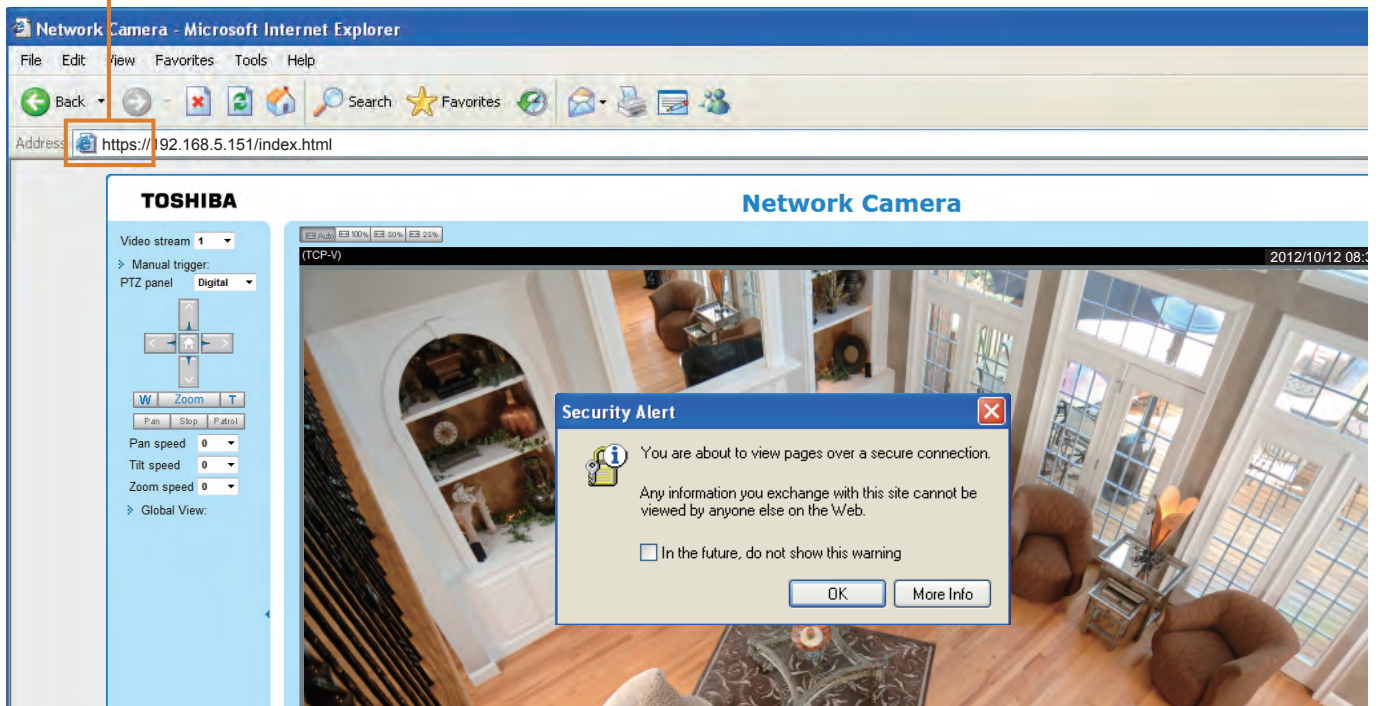 Network Camera - Microsoft Internet Explorer
File Edit View Favorites Tools Help
Back Search Favorites
Address https://192.168.5.151/index.html
TOSHIBA
Network Camera
Video stream 1
Auto 100% 50% 25%
(TCP-V) 2012/10/12 08:3
Manual trigger:
PTZ panel Digital
W Zoom T
Pan Stop Patrol
Pan speed 0
Tilt speed 0
Zoom speed 0
Global View:
Security Alert
You are about to view pages over a secure connection.
Any information you exchange with this site cannot be
viewed by anyone else on the Web.
In the future, do not show this warning
OK More Info